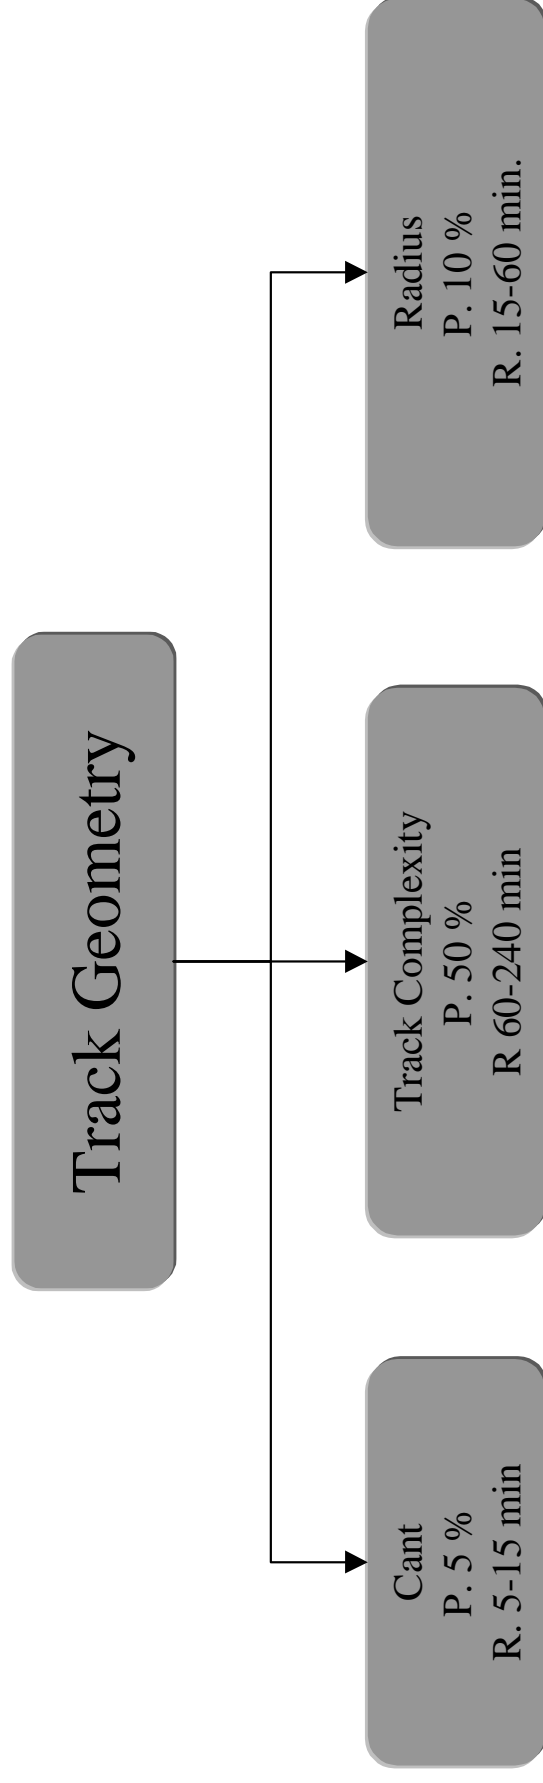 Track Geometry
Cant
P. 5 %
R. 5-15 min
Track Complexity
P. 50 %
R 60-240 min
Radius
P. 10 %
R. 15-60 min.